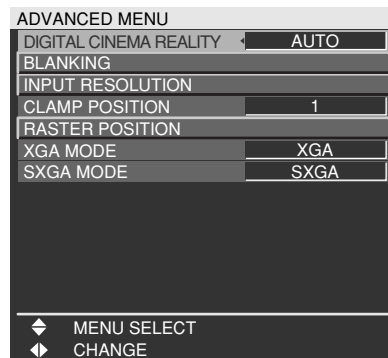 ADVANCED MENU
DIGITAL CINEMA REALITY AUTO
BLANKING
INPUT RESOLUTION
CLAMP POSITION 1
RASTER POSITION
XGA MODE XGA
SXGA MODE SXGA
MENU SELECT
CHANGE